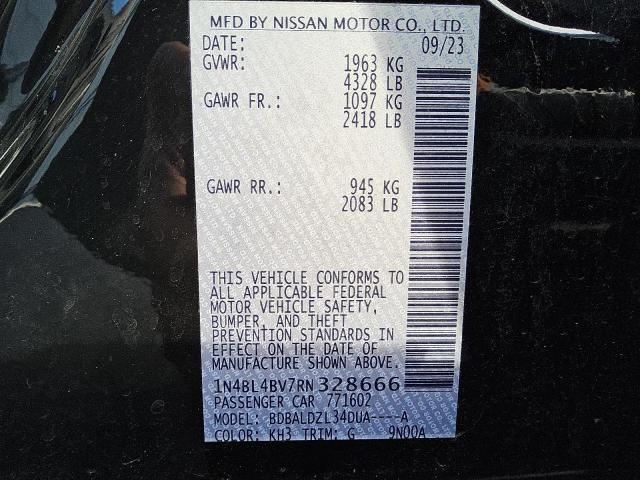 MFD BY NISSAN MOTOR CO., LTD.
DATE: 09/23
GVWR: 1963 KG
4328 LB
GAWR FR.: 1097 KG
2418 LB
GAWR RR.: 945 KG
2083 LB
THIS VEHICLE CONFORMS TO
ALL APPLICABLE FEDERAL
MOTOR VEHICLE SAFETY,
BUMPER, AND THEFT
PREVENTION STANDARDS IN
EFFECT ON THE DATE OF
MANUFACTURE SHOWN ABOVE.
1N4BL4BV7RN328666
PASSENGER CAR 771602
MODEL: BDBALDZL34DUA----A
COLOR: KH3 TRIM: G 9N00A